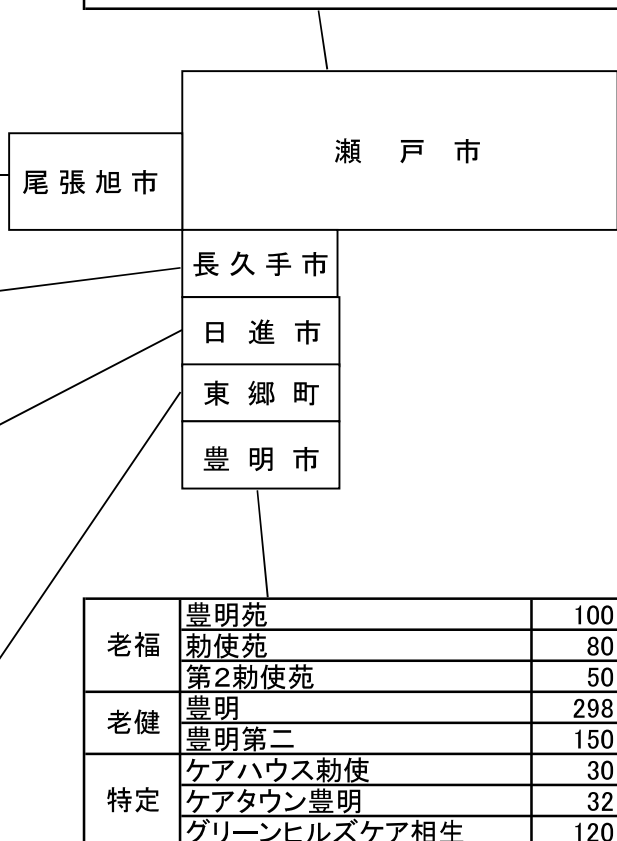 瀬 戸 市
尾 張 旭 市
長 久 手 市
日 進 市
東 郷 町
豊 明 市
老福 豊明苑 100
勅使苑 80
第2勅使苑 50
老健 豊明 298
豊明第二 150
特定 ケアハウス勅使 30
ケアタウン豊明 32
グリーンヒルズケア相生 120